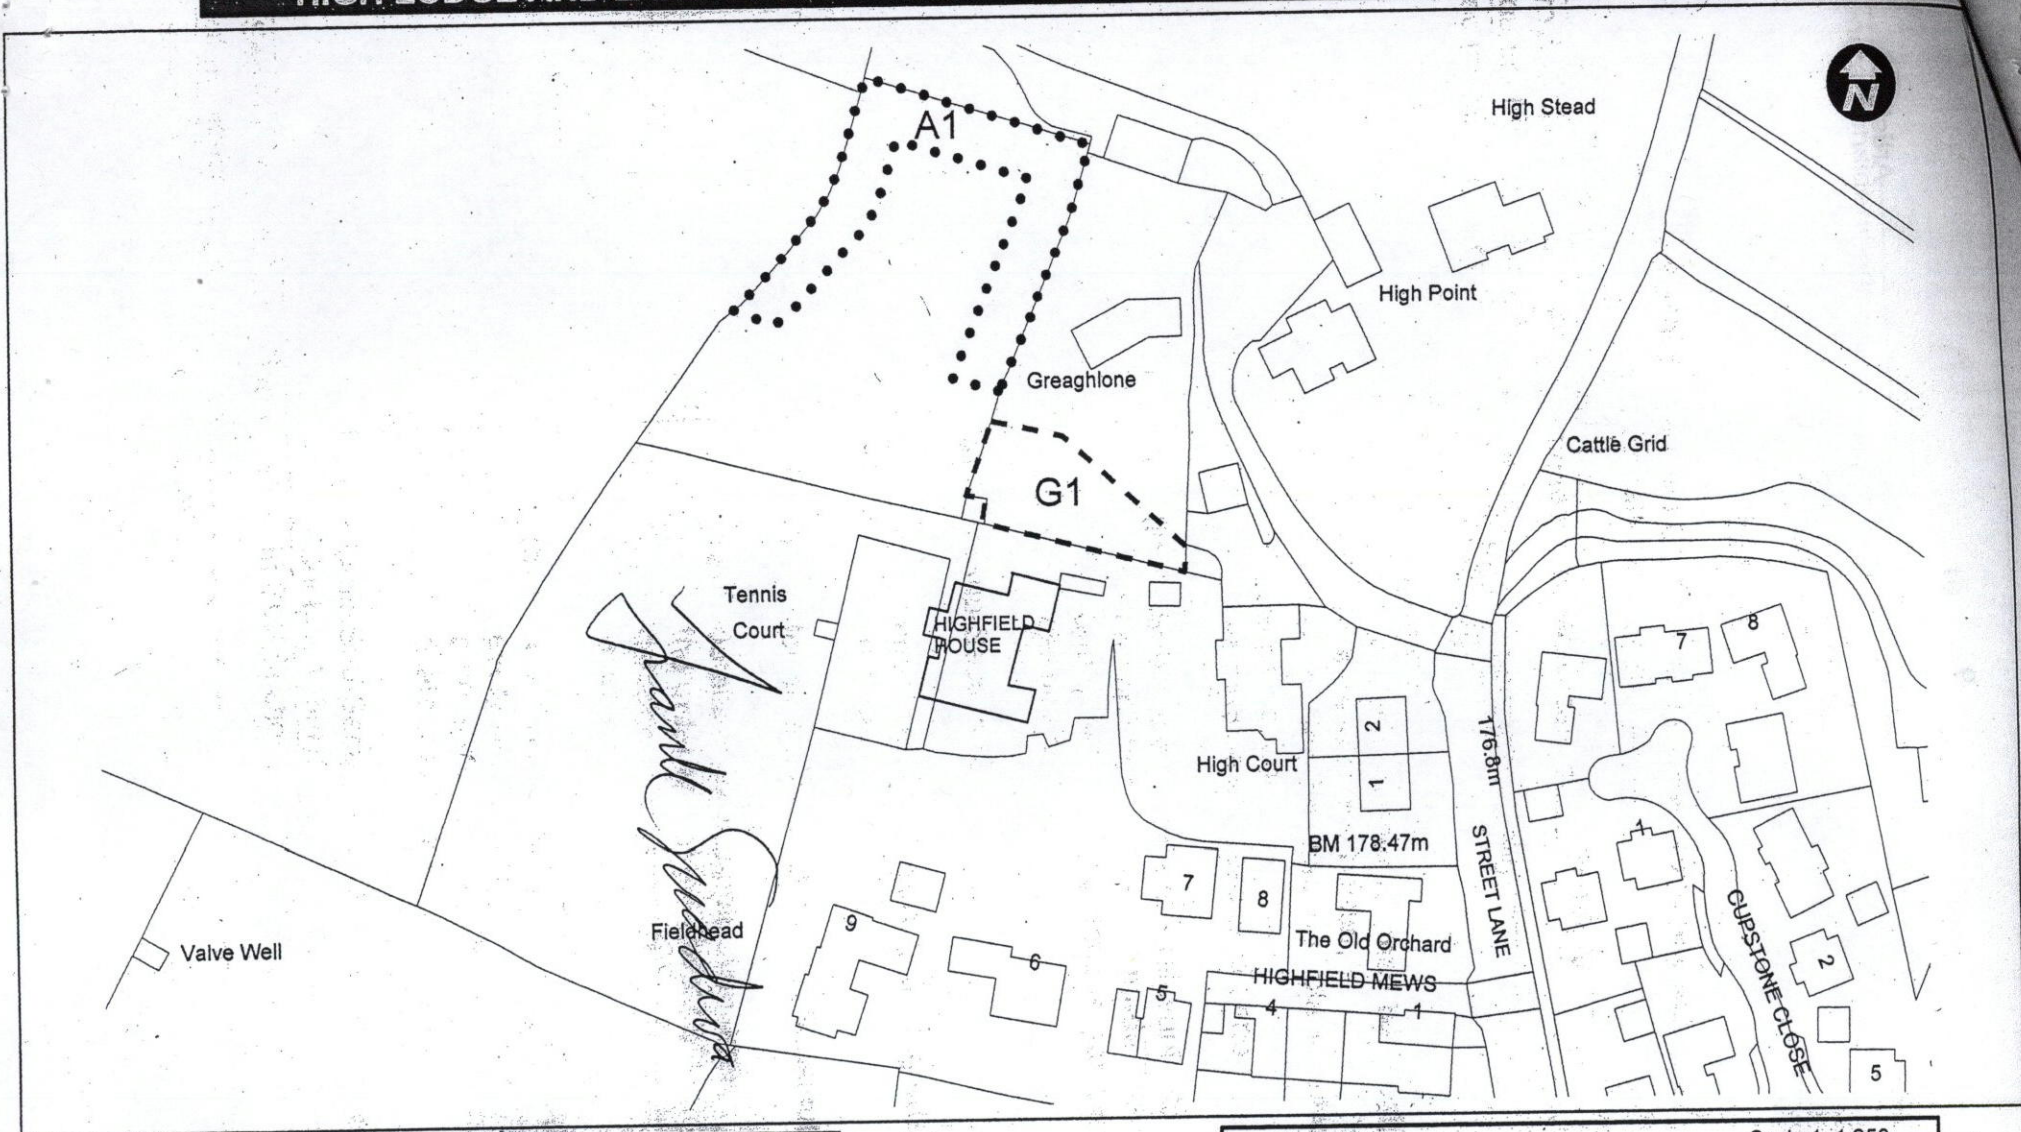 A1
N
High Stead
High Point
Greaghlone
Cattle Grid
G1
Tennis
Court
HIGHFIELD
HOUSE
7
8
2
1
176.8m
High Court
BM 178.47m
STREET LANE
1
7
8
9
Fieldhead
The Old Orchard
Valve Well
6
HIGHFIELD MEWS
CUPSTONE CLOSE
2
5
4
1
5